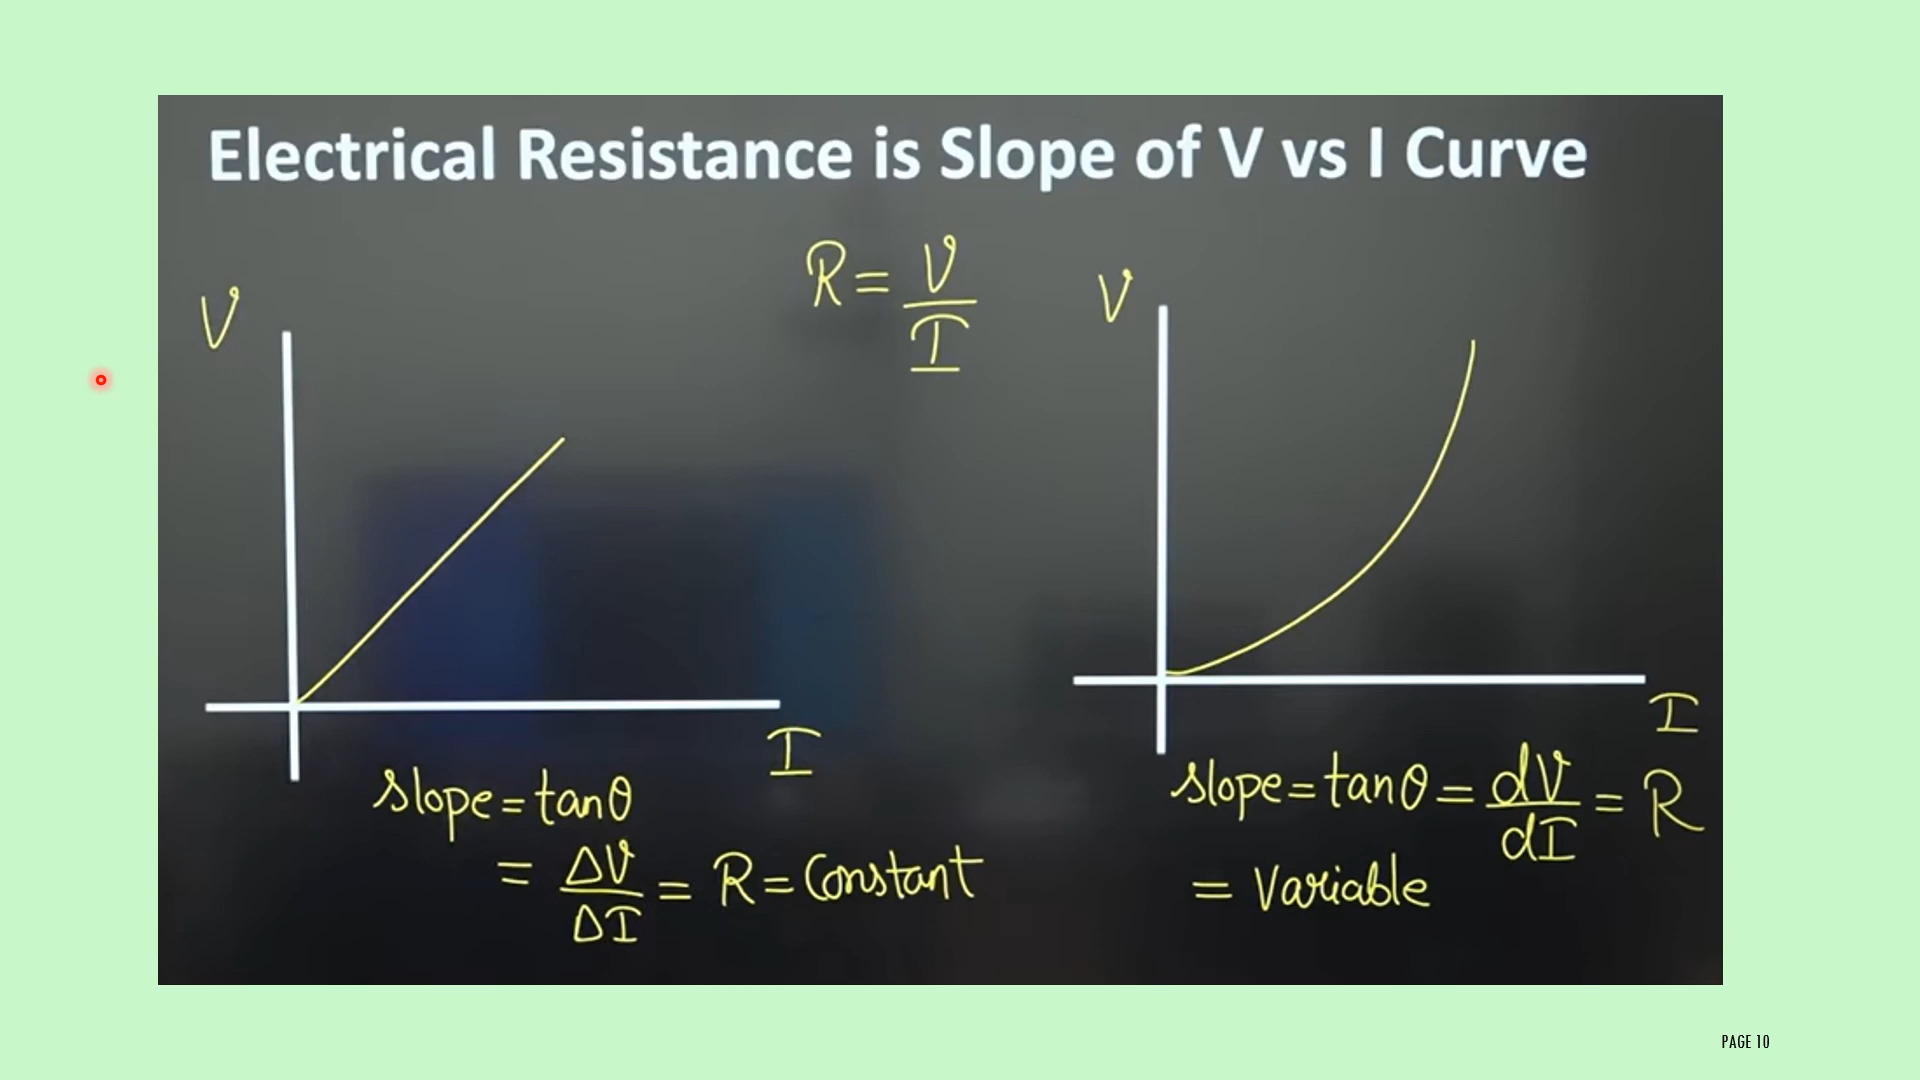 Electrical Resistance is Slope of V vs I Curve
R = V/I
V
I
slope = tanθ
= ΔV/ΔI = R = Constant
V
I
slope = tanθ = dV/dI = R
= Variable
PAGE 10